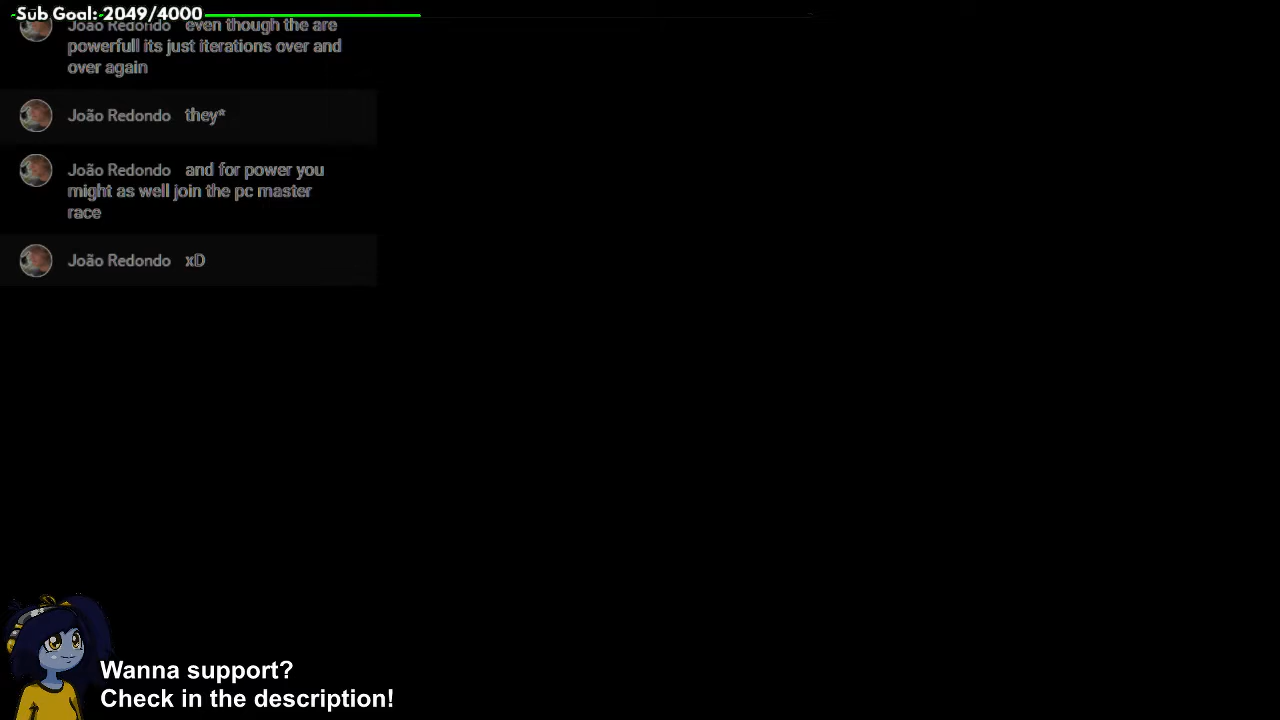 Sub Goal: 2049/4000
João Redondo even though the are
powerfull its just iterations over and
over again
João Redondo they*
João Redondo and for power you
might as well join the pc master
race
João Redondo xD
Wanna support?
Check in the description!